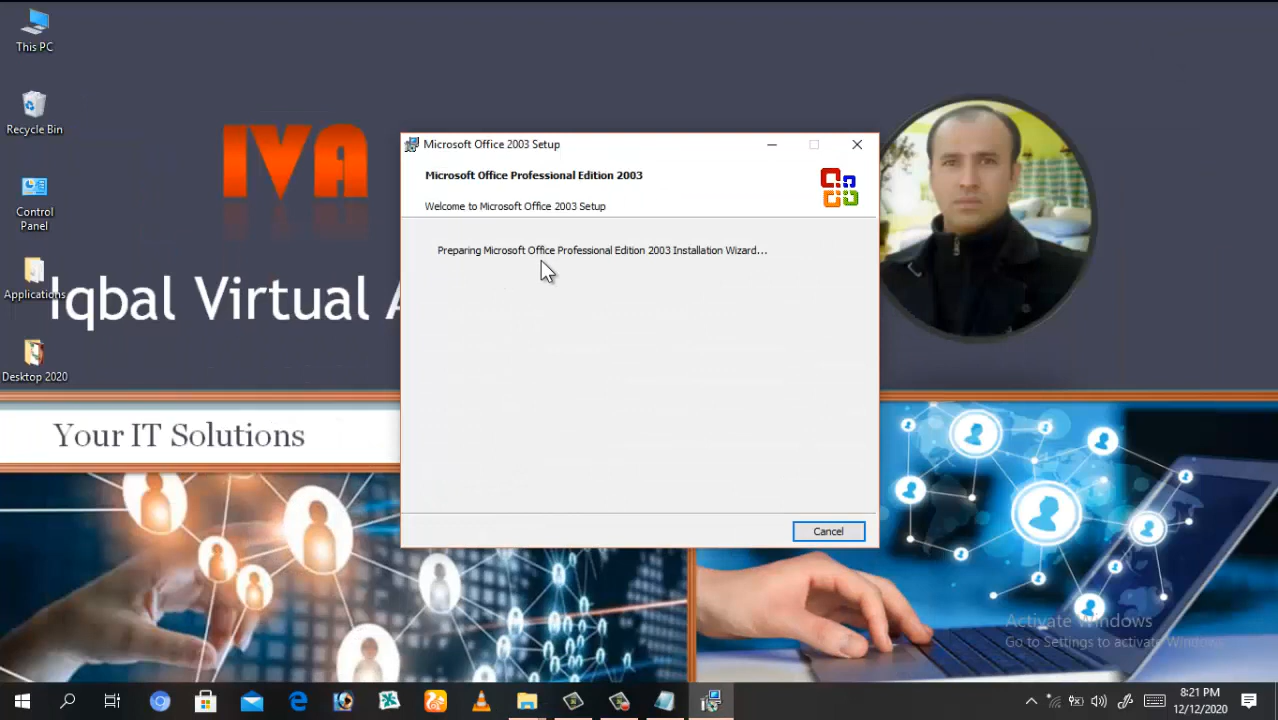 This PC
Recycle Bin
Control
Panel
Applications
Desktop 2020
IVA
Iqbal Virtual A
Your IT Solutions
Microsoft Office 2003 Setup
Microsoft Office Professional Edition 2003
Welcome to Microsoft Office 2003 Setup
Preparing Microsoft Office Professional Edition 2003 Installation Wizard...
Cancel
Activate Windows
Go to Settings to activate Windows.
8:21 PM
12/12/2020